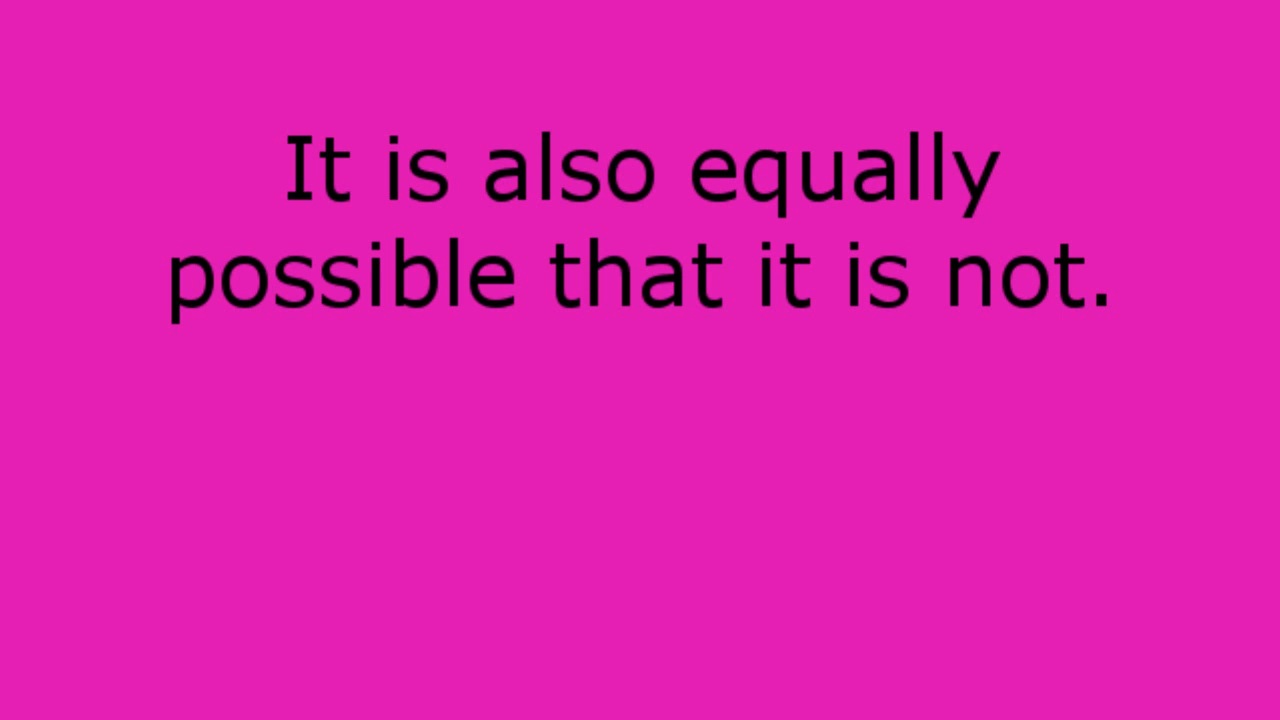 It is also equally
possible that it is not.